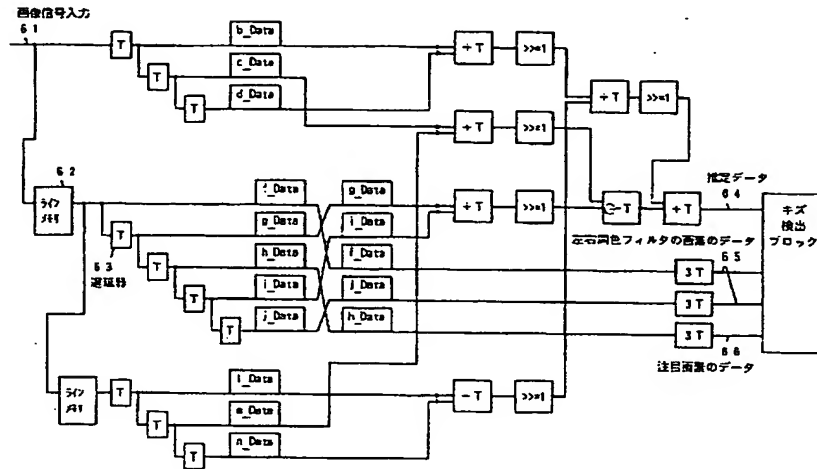 画像信号入力
61
T
b_Data
÷T
>>=1
c_Data
T
÷T
>>=1
d_Data
T
÷T
>>=1
62
ライン
メモリ
f_Data
g_Data
÷T
>>=1
-T
÷T
推定データ
64
キズ
検出
ブロック
T
g_Data
i_Data
63
遅延器
左右同色フィルタの画素のデータ
65
T
h_Data
f_Data
3T
T
i_Data
j_Data
3T
T
j_Data
h_Data
3T
66
注目画素のデータ
ライン
メモリ
T
l_Data
-T
>>=1
T
m_Data
T
n_Data